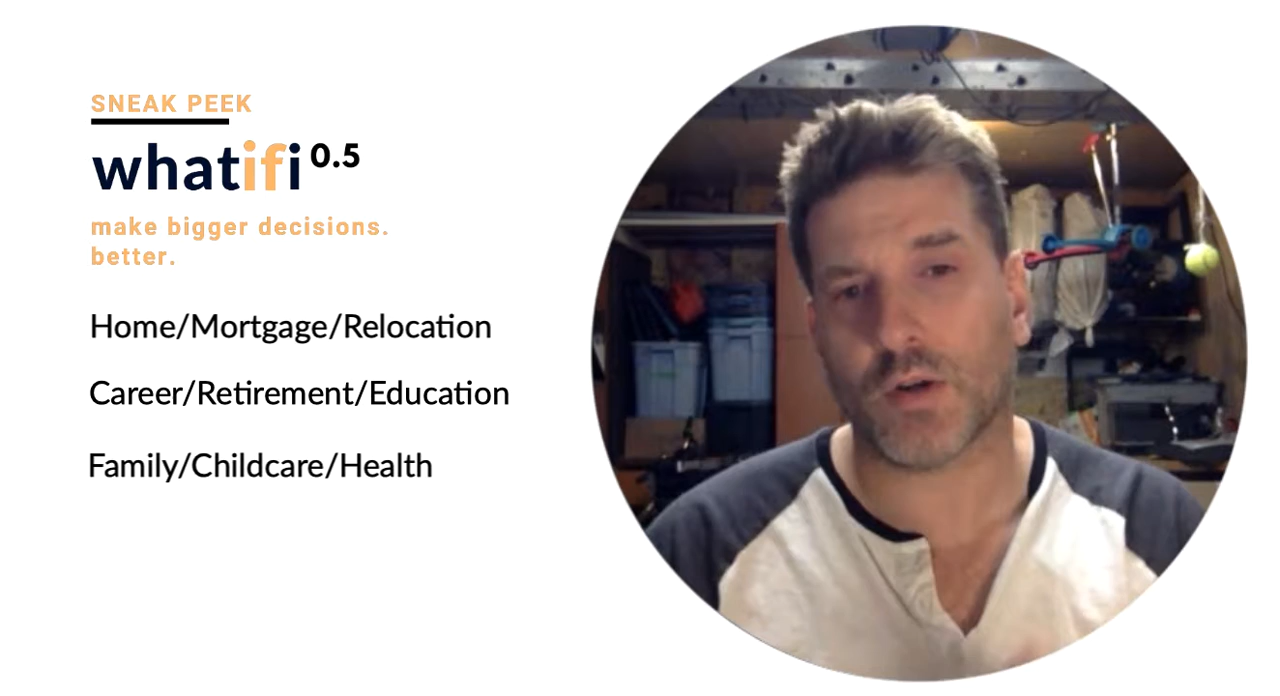 SNEAK PEEK
whatifi 0.5
make bigger decisions.
better.
Home/Mortgage/Relocation
Career/Retirement/Education
Family/Childcare/Health